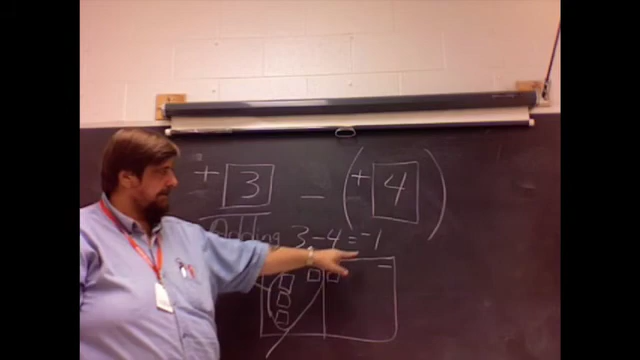 + 3 - (+ 4)
Adding 3 - 4 = -1
-